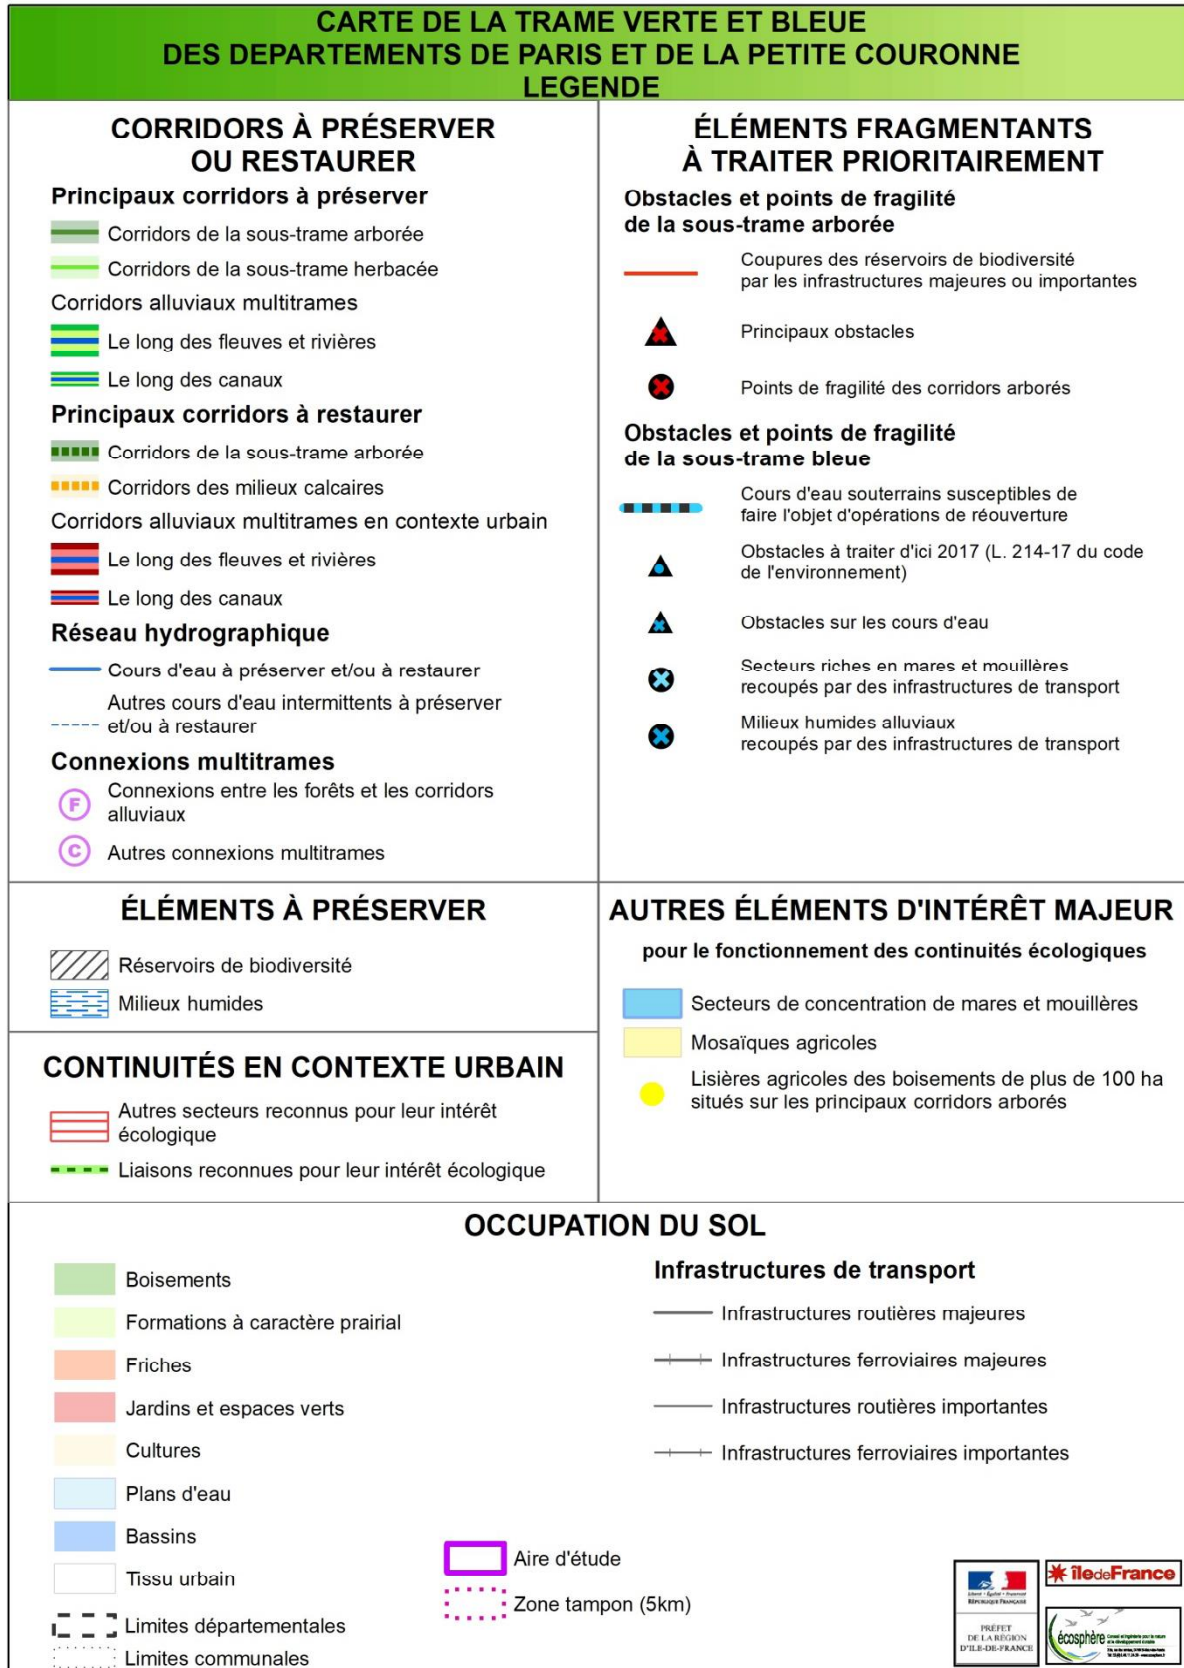 CARTE DE LA TRAME VERTE ET BLEUE
DES DEPARTEMENTS DE PARIS ET DE LA PETITE COURONNE
LEGENDE
CORRIDORS À PRÉSERVER
OU RESTAURER
Principaux corridors à préserver
Corridors de la sous-trame arborée
Corridors de la sous-trame herbacée
Corridors alluviaux multitrames
Le long des fleuves et rivières
Le long des canaux
Principaux corridors à restaurer
Corridors de la sous-trame arborée
Corridors des milieux calcaires
Corridors alluviaux multitrames en contexte urbain
Le long des fleuves et rivières
Le long des canaux
Réseau hydrographique
Cours d'eau à préserver et/ou à restaurer
Autres cours d'eau intermittents à préserver
et/ou à restaurer
Connexions multitrames
F
Connexions entre les forêts et les corridors
alluviaux
C
Autres connexions multitrames
ÉLÉMENTS FRAGMENTANTS
À TRAITER PRIORITAIREMENT
Obstacles et points de fragilité
de la sous-trame arborée
Coupures des réservoirs de biodiversité
par les infrastructures majeures ou importantes
Principaux obstacles
Points de fragilité des corridors arborés
Obstacles et points de fragilité
de la sous-trame bleue
Cours d'eau souterrains susceptibles de
faire l'objet d'opérations de réouverture
Obstacles à traiter d'ici 2017 (L. 214-17 du code
de l'environnement)
Obstacles sur les cours d'eau
Secteurs riches en mares et mouillères
recoupés par des infrastructures de transport
Milieux humides alluviaux
recoupés par des infrastructures de transport
ÉLÉMENTS À PRÉSERVER
Réservoirs de biodiversité
Milieux humides
CONTINUITÉS EN CONTEXTE URBAIN
Autres secteurs reconnus pour leur intérêt
écologique
Liaisons reconnues pour leur intérêt écologique
AUTRES ÉLÉMENTS D'INTÉRÊT MAJEUR
pour le fonctionnement des continuités écologiques
Secteurs de concentration de mares et mouillères
Mosaïques agricoles
Lisières agricoles des boisements de plus de 100 ha
situés sur les principaux corridors arborés
OCCUPATION DU SOL
Boisements
Formations à caractère prairial
Friches
Jardins et espaces verts
Cultures
Plans d'eau
Bassins
Tissu urbain
Limites départementales
Limites communales
Aire d'étude
Zone tampon (5km)
Infrastructures de transport
Infrastructures routières majeures
Infrastructures ferroviaires majeures
Infrastructures routières importantes
Infrastructures ferroviaires importantes
Liberté • Égalité • Fraternité
RÉPUBLIQUE FRANÇAISE
PRÉFET
DE LA RÉGION
D'ILE-DE-FRANCE
îledeFrance
écosphère